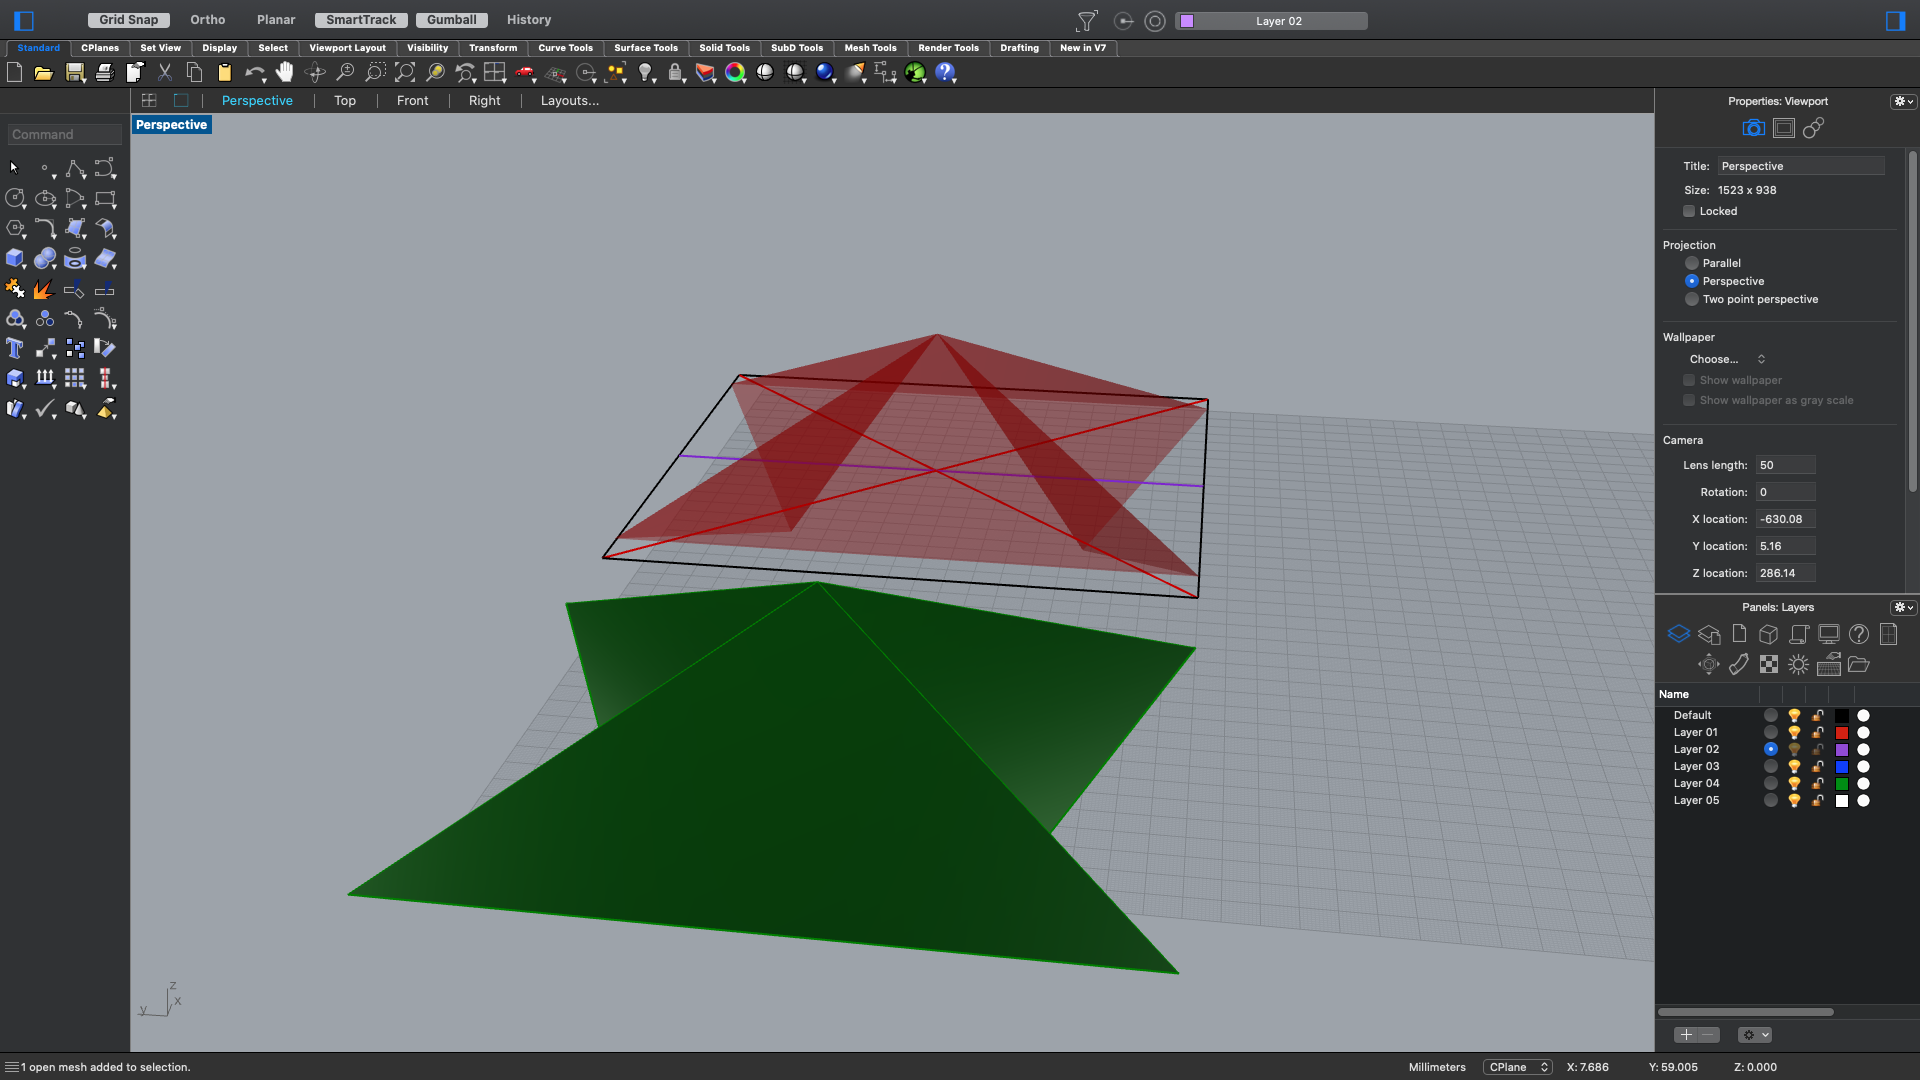 Grid Snap Ortho Planar SmartTrack Gumball History Layer 02
Standard CPlanes Set View Display Select Viewport Layout Visibility Transform Curve Tools Surface Tools Solid Tools SubD Tools Mesh Tools Render Tools Drafting New in V7
Perspective Top Front Right Layouts...
Properties: Viewport
Perspective
Command
Title: Perspective
Size: 1523 x 938
Locked
Projection
Parallel
Perspective
Two point perspective
Wallpaper
Choose...
Show wallpaper
Show wallpaper as gray scale
Camera
Lens length: 50
Rotation: 0
X location: -630.08
Y location: 5.16
Z location: 286.14
Panels: Layers
Name
Default
Layer 01
Layer 02
Layer 03
Layer 04
Layer 05
z
x
y
1 open mesh added to selection.
Millimeters CPlane X: 7.686 Y: 59.005 Z: 0.000